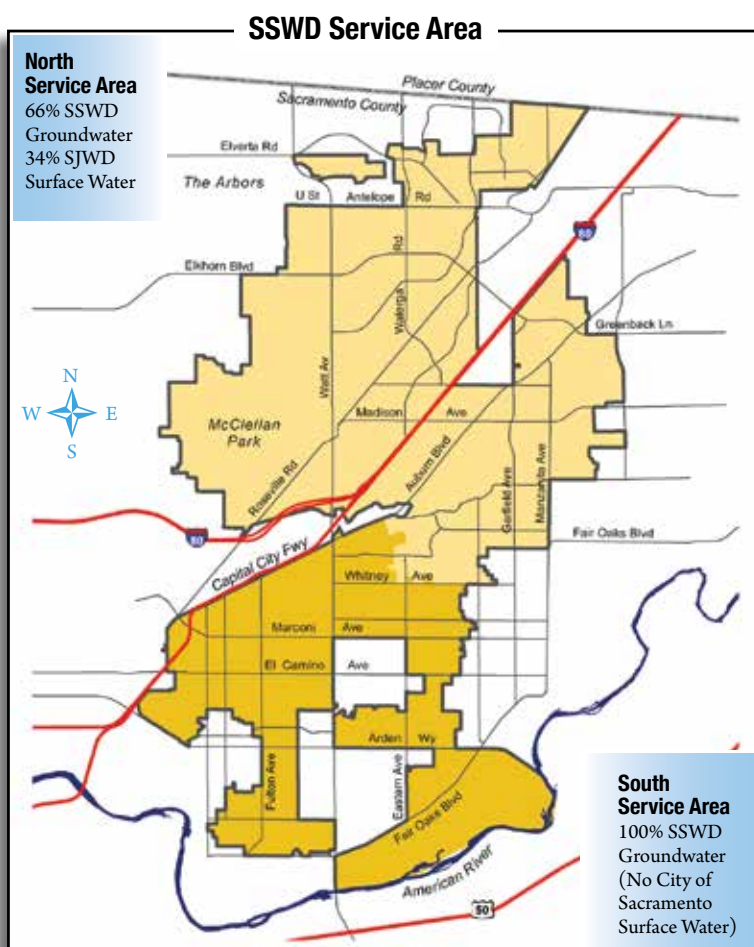 SSWD Service Area
North
Service Area
66% SSWD
Groundwater
34% SJWD
Surface Water
Placer County
Sacramento County
Elverta Rd
The Arbors
U St
Antelope Rd
80
Elkhorn Blvd
Walerga Rd
Greenback Ln
Watt Av
N
W E
S
Madison Ave
McClellan
Park
Auburn Blvd
Roseville Rd
Garfield Ave
Manzanita Ave
80
Fair Oaks Blvd
Capital City Fwy
Whitney Ave
Marconi Ave
El Camino Ave
Arden Wy
Fulton Ave
Eastern Ave
Fair Oaks Blvd
American River
50
South
Service Area
100% SSWD
Groundwater
(No City of
Sacramento
Surface Water)